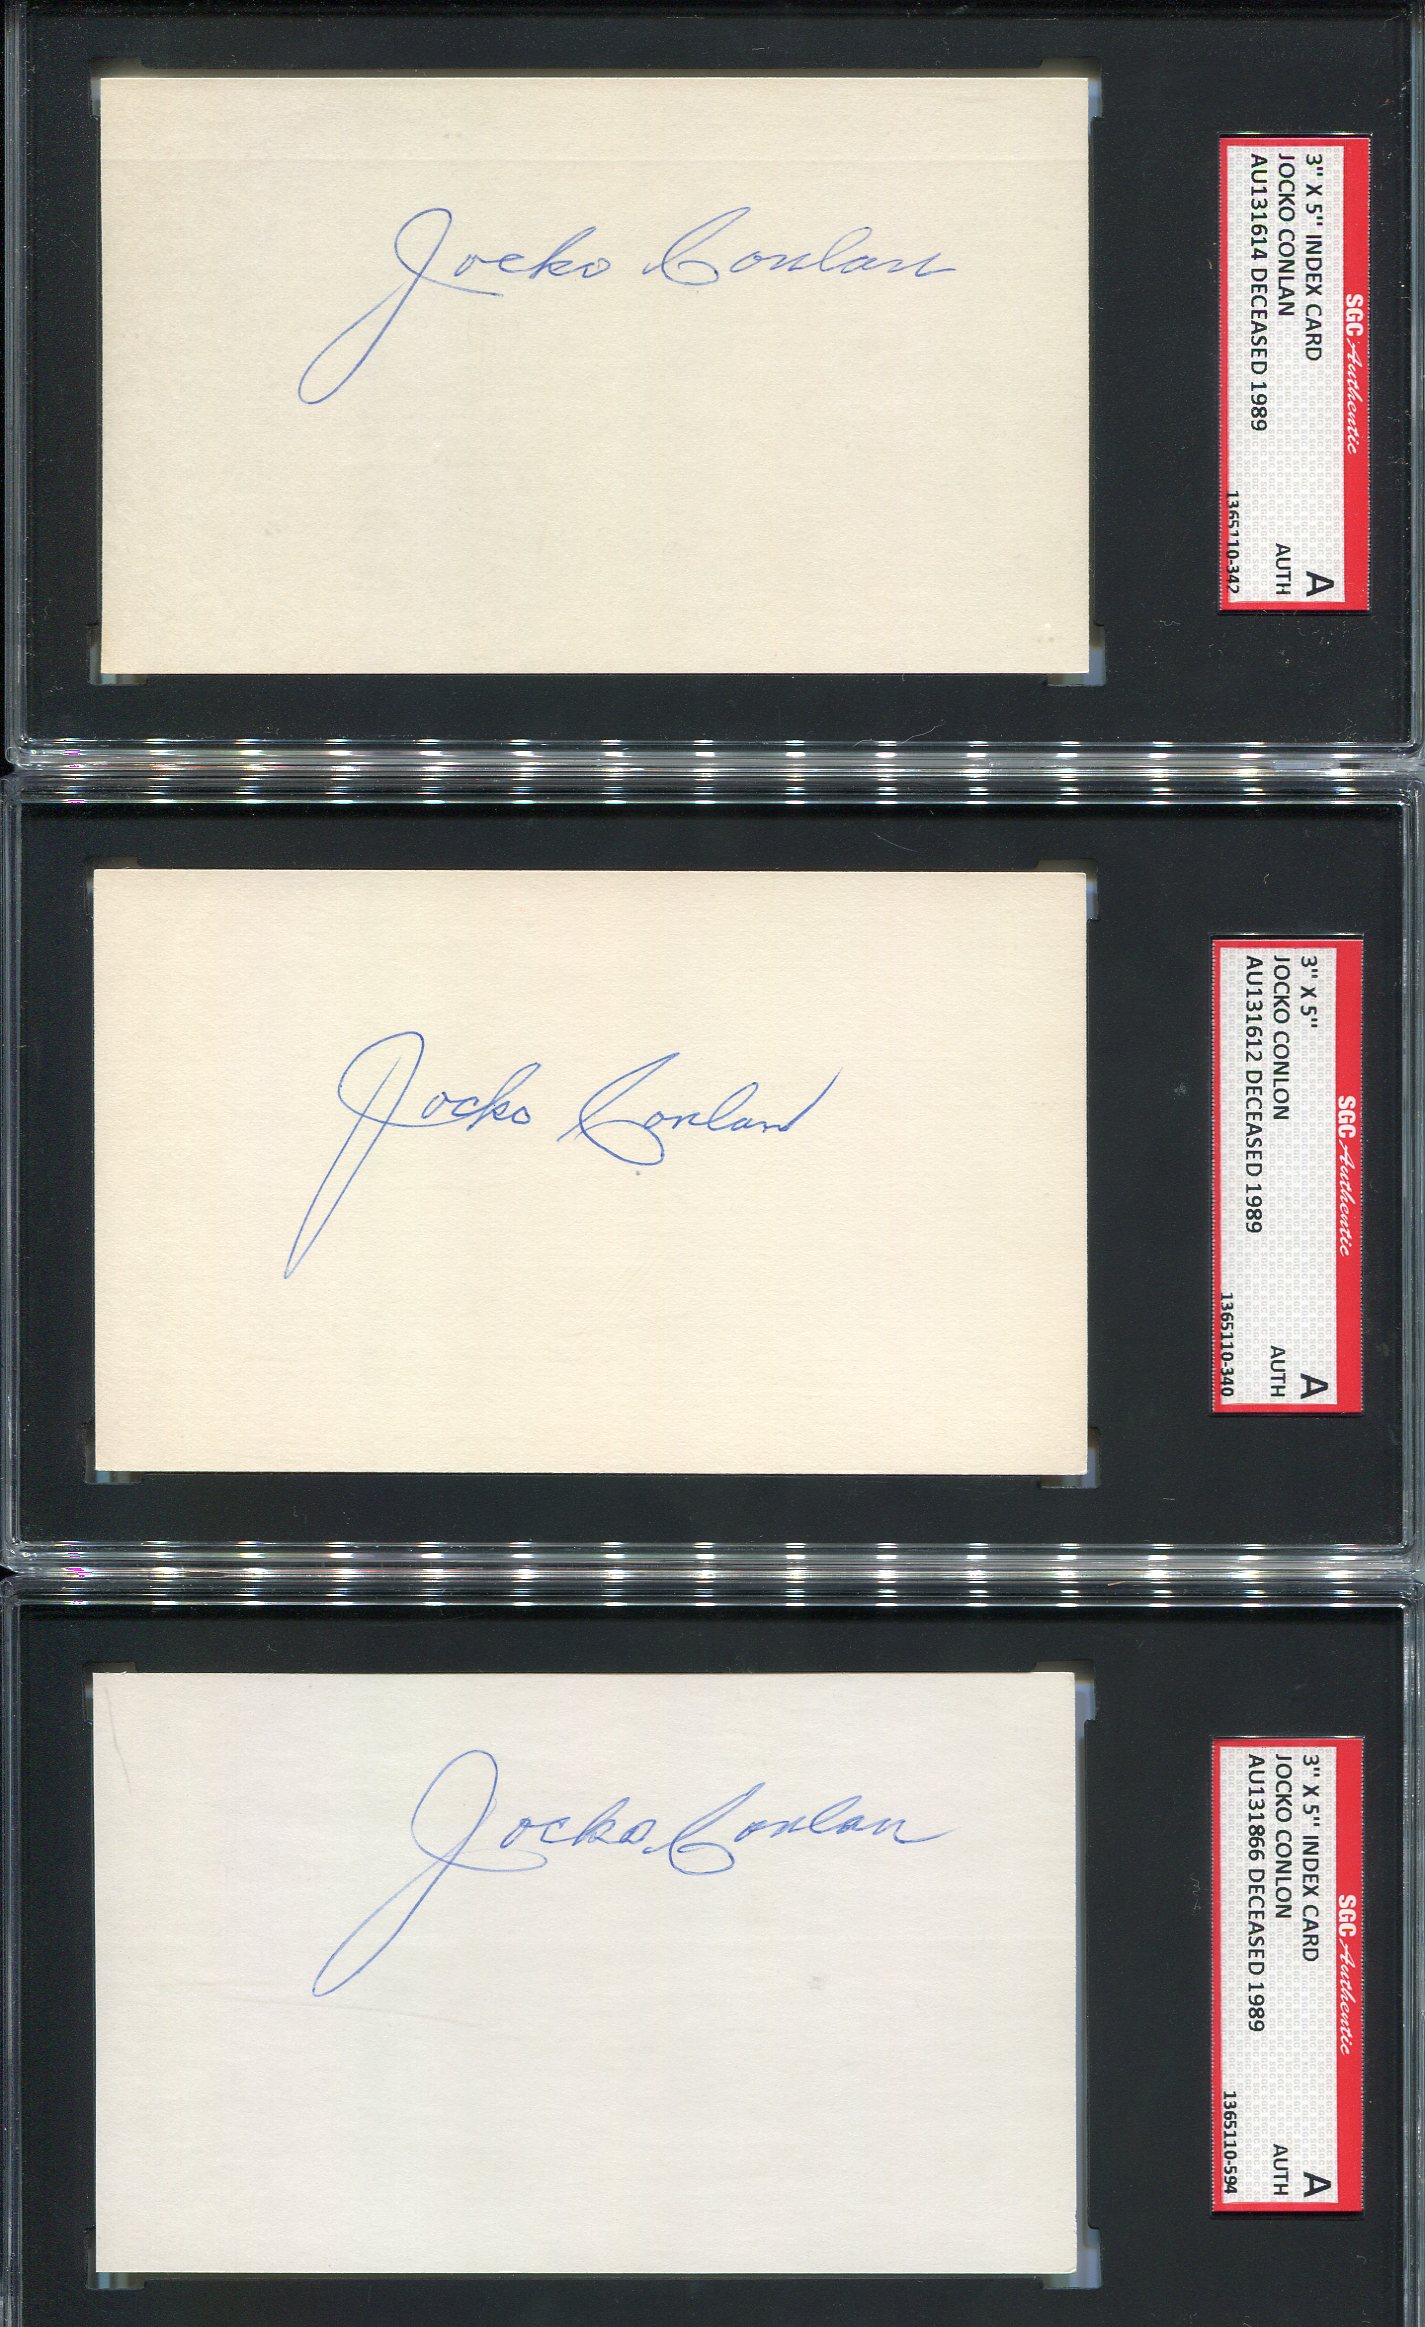 Jocko Conlan
SGC Authentic
3" X 5" INDEX CARD
JOCKO CONLAN
AU131614 DECEASED 1989
A
AUTH
1365110-342
Jocko Conlan
SGC Authentic
3" X 5"
JOCKO CONLON
AU131612 DECEASED 1989
A
AUTH
1365110-340
Jocko Conlan
SGC Authentic
3" X 5" INDEX CARD
JOCKO CONLON
AU131866 DECEASED 1989
A
AUTH
1365110-594